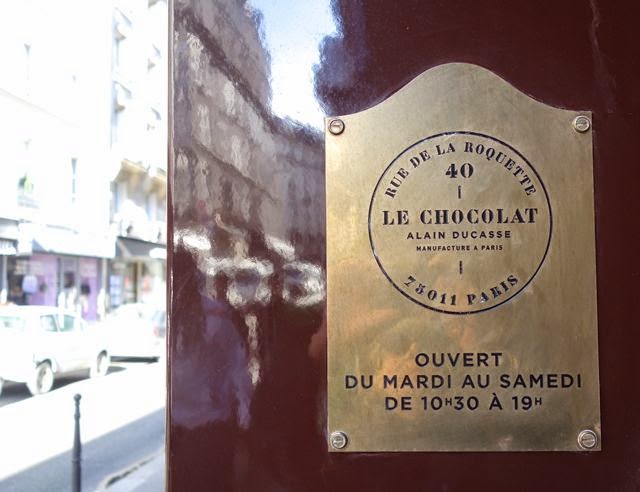 RUE DE LA ROQUETTE
40
LE CHOCOLAT
ALAIN DUCASSE
MANUFACTURE A PARIS
75011 PARIS
OUVERT
DU MARDI AU SAMEDI
DE 10H30 À 19H